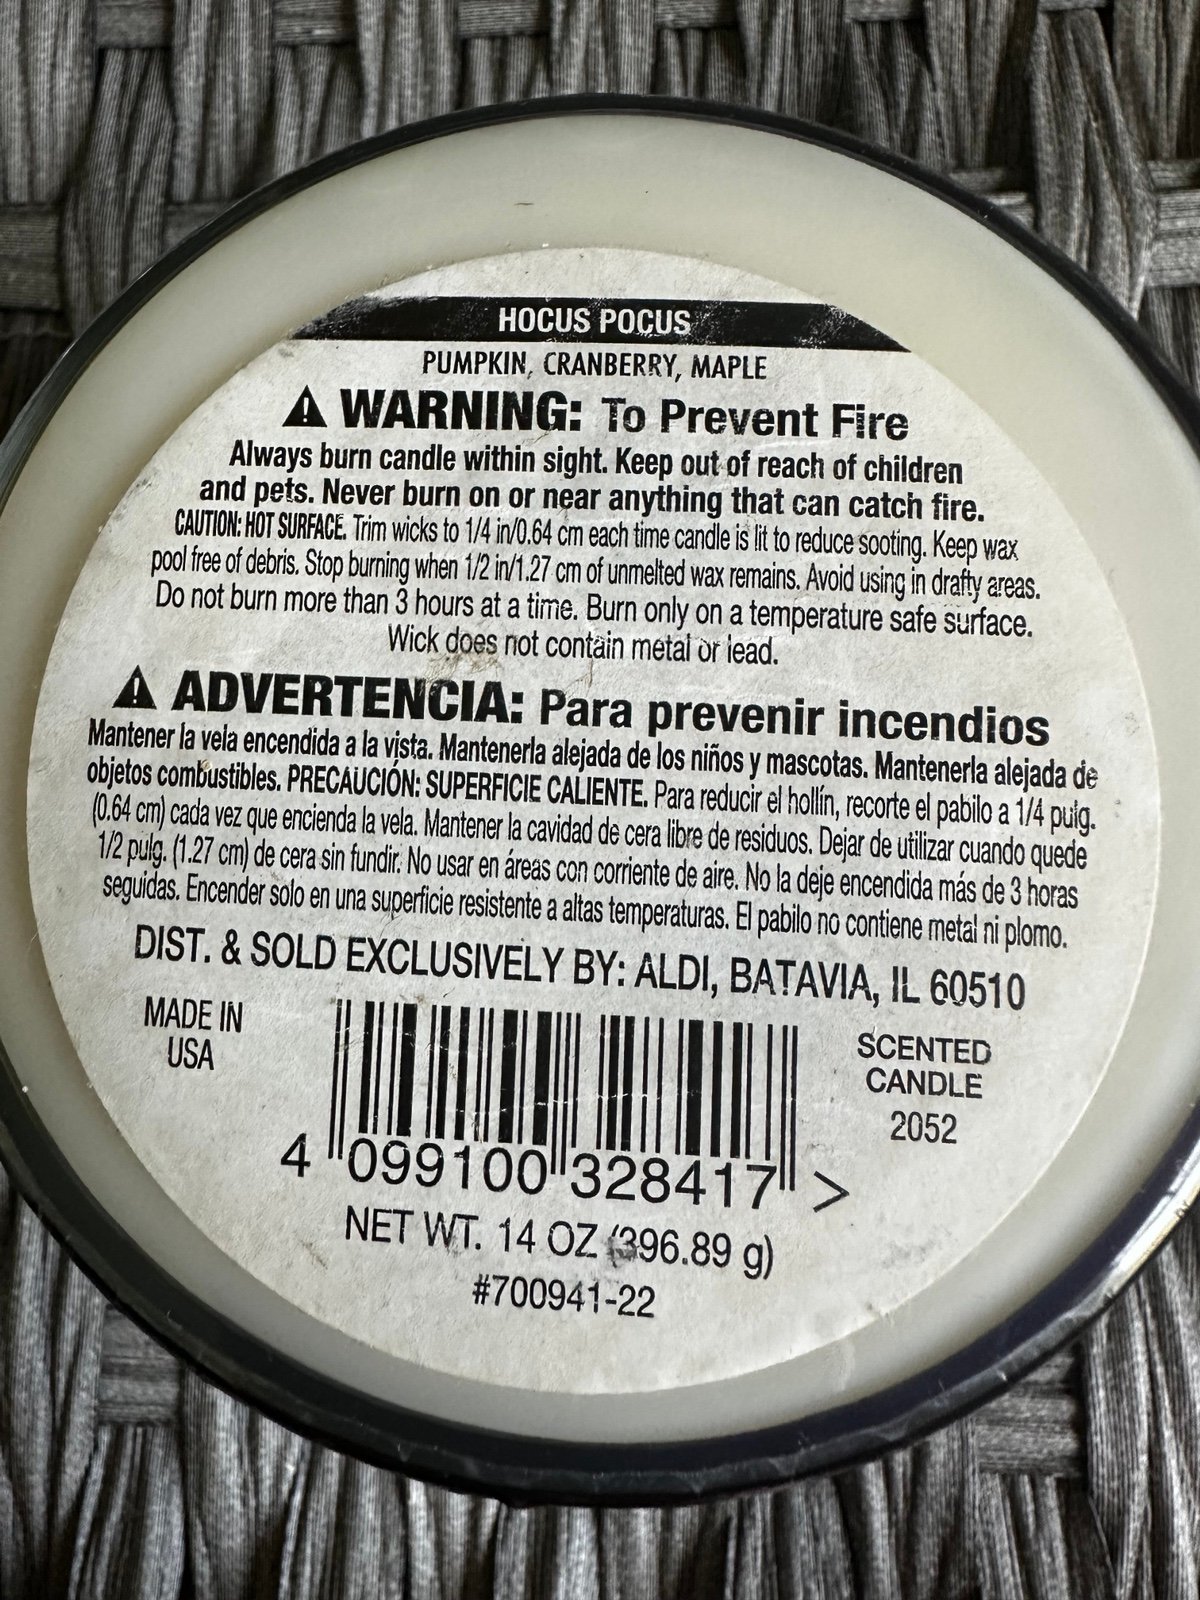 HOCUS POCUS
PUMPKIN, CRANBERRY, MAPLE
⚠ WARNING: To Prevent Fire
Always burn candle within sight. Keep out of reach of children
and pets. Never burn on or near anything that can catch fire.
CAUTION: HOT SURFACE. Trim wicks to 1/4 in/0.64 cm each time candle is lit to reduce sooting. Keep wax
pool free of debris. Stop burning when 1/2 in/1.27 cm of unmelted wax remains. Avoid using in drafty areas.
Do not burn more than 3 hours at a time. Burn only on a temperature safe surface.
Wick does not contain metal or lead.
⚠ ADVERTENCIA: Para prevenir incendios
Mantener la vela encendida a la vista. Mantenerla alejada de los niños y mascotas. Mantenerla alejada de
objetos combustibles. PRECAUCIÓN: SUPERFICIE CALIENTE. Para reducir el hollín, recorte el pabilo a 1/4 pulg.
(0.64 cm) cada vez que encienda la vela. Mantener la cavidad de cera libre de residuos. Dejar de utilizar cuando quede
1/2 pulg. (1.27 cm) de cera sin fundir. No usar en áreas con corriente de aire. No la deje encendida más de 3 horas
seguidas. Encender solo en una superficie resistente a altas temperaturas. El pabilo no contiene metal ni plomo.
DIST. & SOLD EXCLUSIVELY BY: ALDI, BATAVIA, IL 60510
MADE IN
USA
SCENTED
CANDLE
2052
4 099100 328417 >
NET WT. 14 OZ (396.89 g)
#700941-22